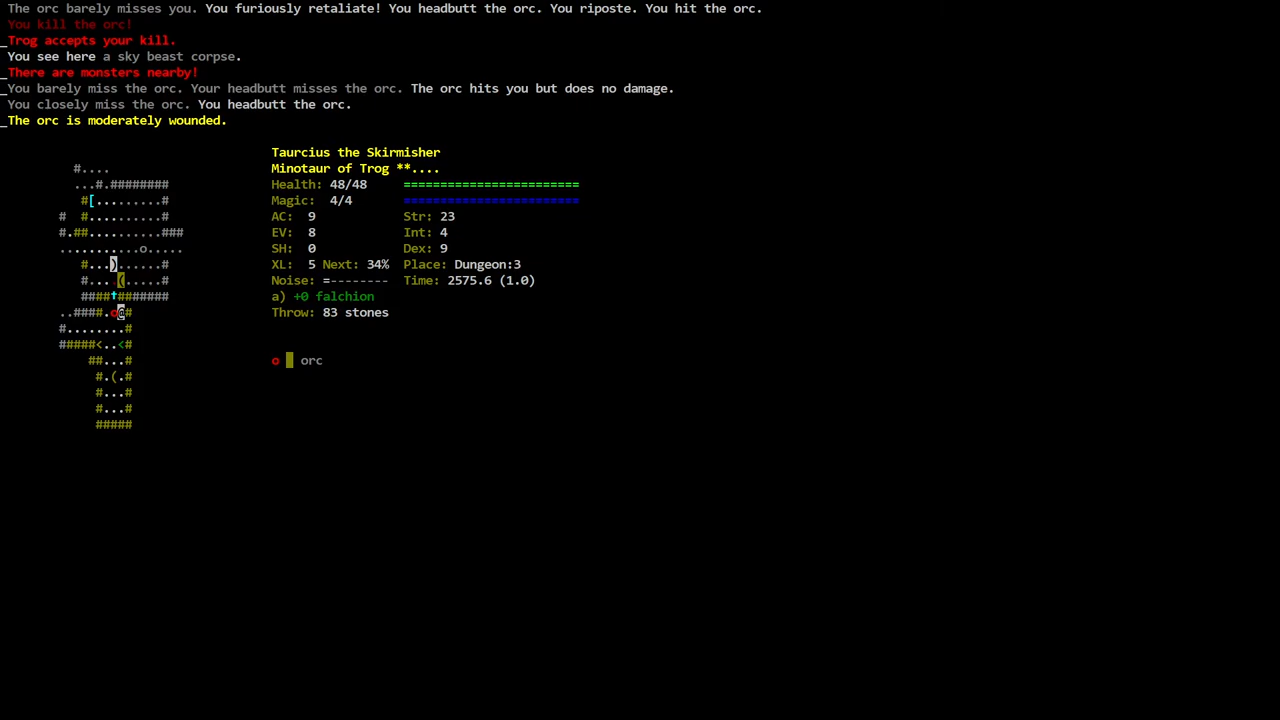 The orc barely misses you. You furiously retaliate! You headbutt the orc. You riposte. You hit the orc.
You kill the orc!
_Trog accepts your kill.
You see here a sky beast corpse.
_There are monsters nearby!
_You barely miss the orc. Your headbutt misses the orc. The orc hits you but does no damage.
You closely miss the orc. You headbutt the orc.
_The orc is moderately wounded.
Taurcius the Skirmisher
#.... Minotaur of Trog **....
...#.######## Health: 48/48 ========================
#[.........# Magic: 4/4 ========================
# #..........# AC: 9 Str: 23
#.##.........### EV: 8 Int: 4
...........o..... SH: 0 Dex: 9
#...)......# XL: 5 Next: 34% Place: Dungeon:3
#... (.....# Noise: =-------- Time: 2575.6 (1.0)
####†####### a) +0 falchion
..####.o@# Throw: 83 stones
#........#
#####<..<#
##...# o orc
#.(.#
#...#
#...#
#####